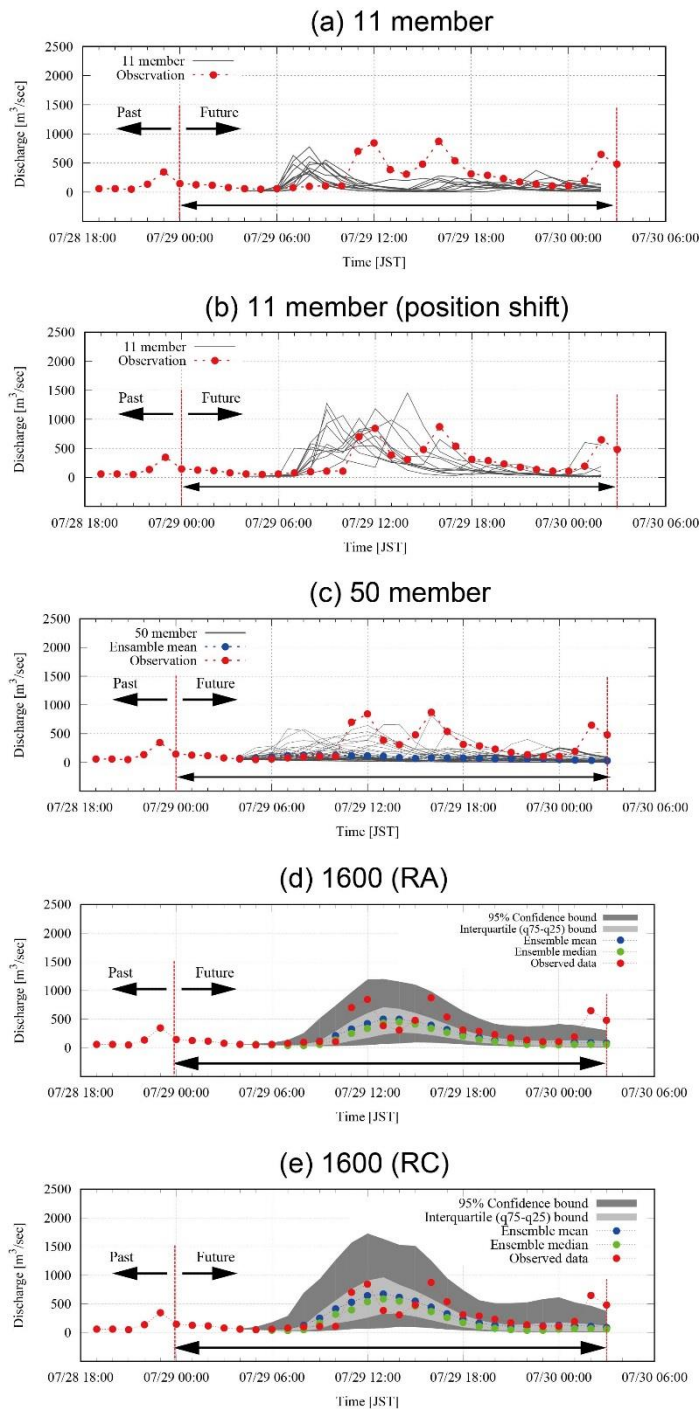 (a) 11 member
2500
2000
1500
1000
500
0
Discharge [m³/sec]
11 member
Observation
Past
Future
07/28 18:00 07/29 00:00 07/29 06:00 07/29 12:00 07/29 18:00 07/30 00:00 07/30 06:00
Time [JST]
(b) 11 member (position shift)
2500
2000
1500
1000
500
0
Discharge [m³/sec]
11 member
Observation
Past
Future
07/28 18:00 07/29 00:00 07/29 06:00 07/29 12:00 07/29 18:00 07/30 00:00 07/30 06:00
Time [JST]
(c) 50 member
2500
2000
1500
1000
500
0
Discharge [m³/sec]
50 member
Ensamble mean
Observation
Past
Future
07/28 18:00 07/29 00:00 07/29 06:00 07/29 12:00 07/29 18:00 07/30 00:00 07/30 06:00
Time [JST]
(d) 1600 (RA)
2500
2000
1500
1000
500
0
Discharge [m³/sec]
95% Confidence bound
Interquartile (q75-q25) bound
Ensemble mean
Ensemble median
Observed data
Past
Future
07/28 18:00 07/29 00:00 07/29 06:00 07/29 12:00 07/29 18:00 07/30 00:00 07/30 06:00
Time [JST]
(e) 1600 (RC)
2500
2000
1500
1000
500
0
Discharge [m³/sec]
95% Confidence bound
Interquartile (q75-q25) bound
Ensemble mean
Ensemble median
Observed data
Past
Future
07/28 18:00 07/29 00:00 07/29 06:00 07/29 12:00 07/29 18:00 07/30 00:00 07/30 06:00
Time [JST]